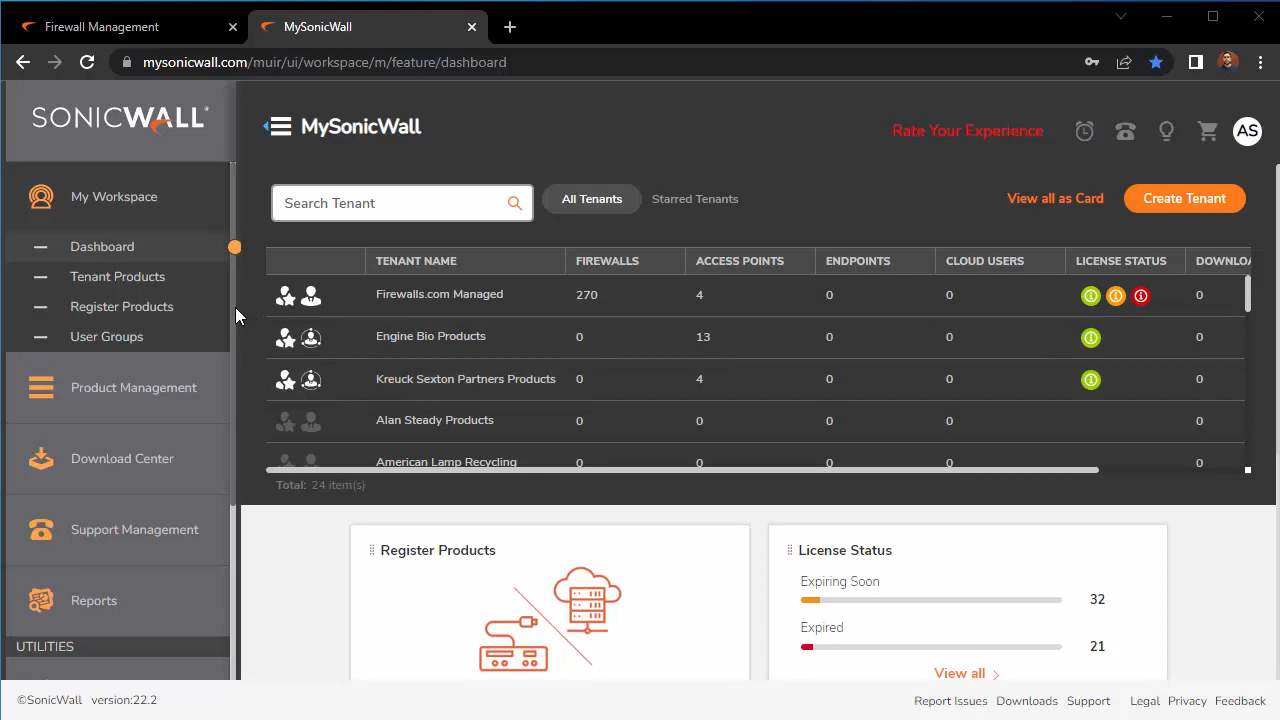 Firewall Management
MySonicWall
mysonicwall.com/muir/ui/workspace/m/feature/dashboard
SONICWALL®
MySonicWall
Rate Your Experience
AS
My Workspace
Dashboard
Tenant Products
Register Products
User Groups
Product Management
Download Center
Support Management
Reports
UTILITIES
Search Tenant
All Tenants
Starred Tenants
View all as Card
Create Tenant
TENANT NAME FIREWALLS ACCESS POINTS ENDPOINTS CLOUD USERS LICENSE STATUS DOWNLOA
Firewalls.com Managed 270 4 0 0 0
Engine Bio Products 0 13 0 0 0
Kreuck Sexton Partners Products 0 4 0 0 0
Alan Steady Products 0 0 0 0 0
American Lamp Recycling 0 0 0 0 0
Total: 24 item(s)
Register Products
License Status
Expiring Soon
32
Expired
21
View all
©SonicWall version:22.2
Report Issues Downloads Support Legal Privacy Feedback